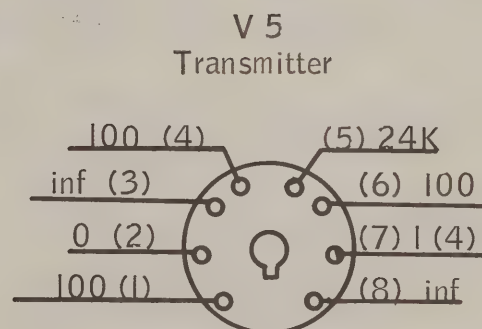 V 5
Transmitter
100 (4) (5) 24K
inf (3) (6) 100
0 (2) (7) 1 (4)
100 (1) (8) inf